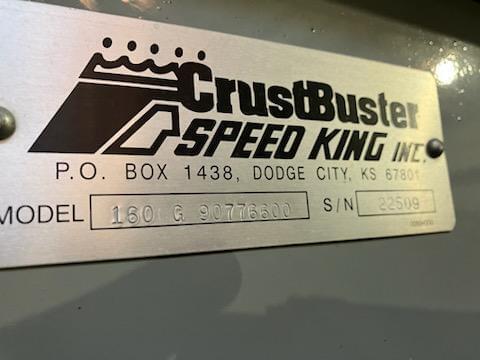 CrustBuster
SPEED KING INC.
P.O. BOX 1438, DODGE CITY, KS 67801
MODEL 160 G 90776600 S/N 22509